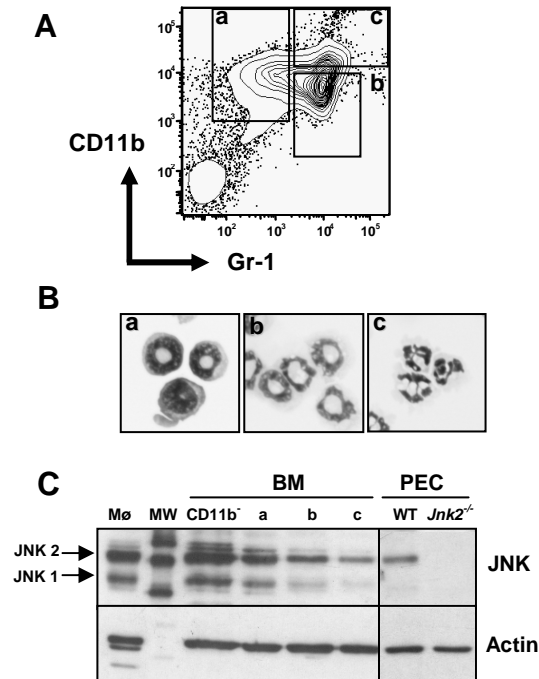 A
a
c
b
10⁵
10⁴
10³
10²
CD11b
10² 10³ 10⁴ 10⁵
Gr-1
B
a b c
C
BM PEC
Mø MW CD11b⁻ a b c WT Jnk2⁻/⁻
JNK 2
JNK 1
JNK
Actin